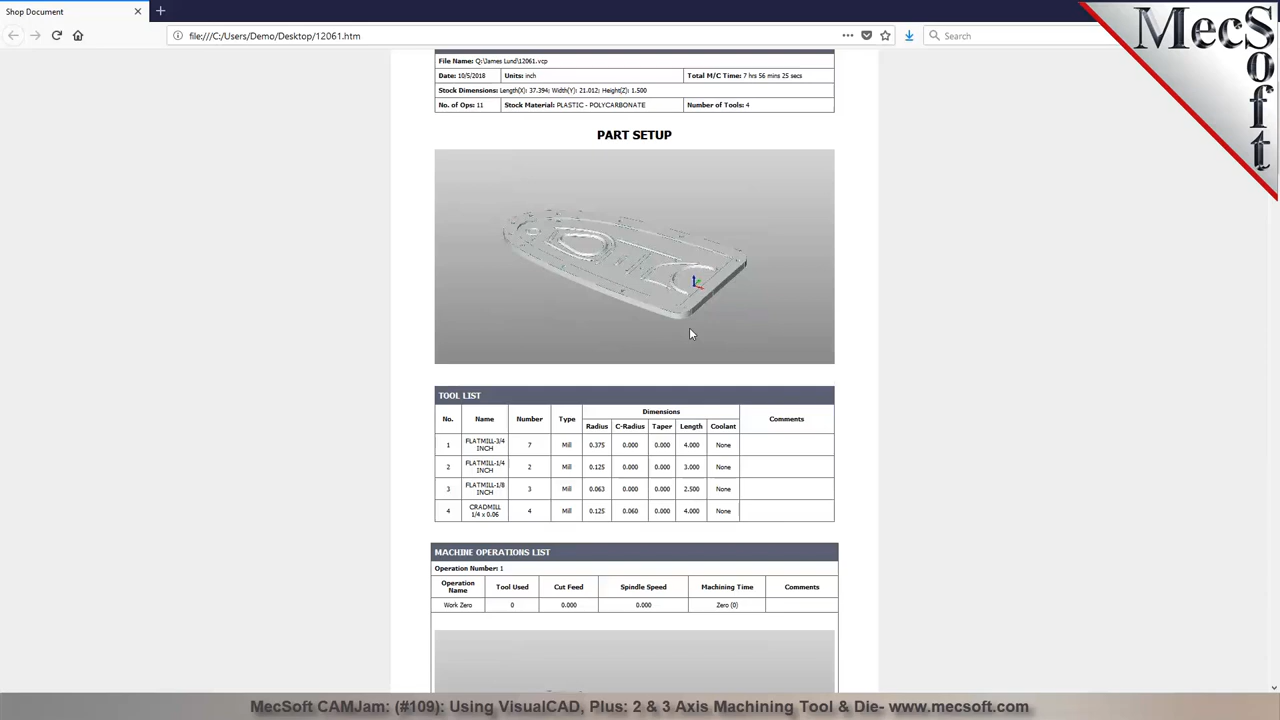 Shop Document
file:///C:/Users/Demo/Desktop/12061.htm
Search
MecSoft
File Name: Q:\James Lund\12061.vcp
Date: 10/5/2018 Units: inch Total M/C Time: 7 hrs 56 mins 25 secs
Stock Dimensions: Length(X): 37.394; Width(Y): 21.012; Height(Z): 1.500
No. of Ops: 11 Stock Material: PLASTIC - POLYCARBONATE Number of Tools: 4
PART SETUP
TOOL LIST
No. Name Number Type Dimensions Comments
Radius C-Radius Taper Length Coolant
1 FLATMILL-3/4 INCH 7 Mill 0.375 0.000 0.000 4.000 None
2 FLATMILL-1/4 INCH 2 Mill 0.125 0.000 0.000 3.000 None
3 FLATMILL-1/8 INCH 3 Mill 0.063 0.000 0.000 2.500 None
4 CRADMILL 1/4 x 0.06 4 Mill 0.125 0.060 0.000 4.000 None
MACHINE OPERATIONS LIST
Operation Number: 1
Operation Name Tool Used Cut Feed Spindle Speed Machining Time Comments
Work Zero 0 0.000 0.000 Zero (0)
MecSoft CAMJam: (#109): Using VisualCAD, Plus: 2 & 3 Axis Machining Tool & Die- www.mecsoft.com